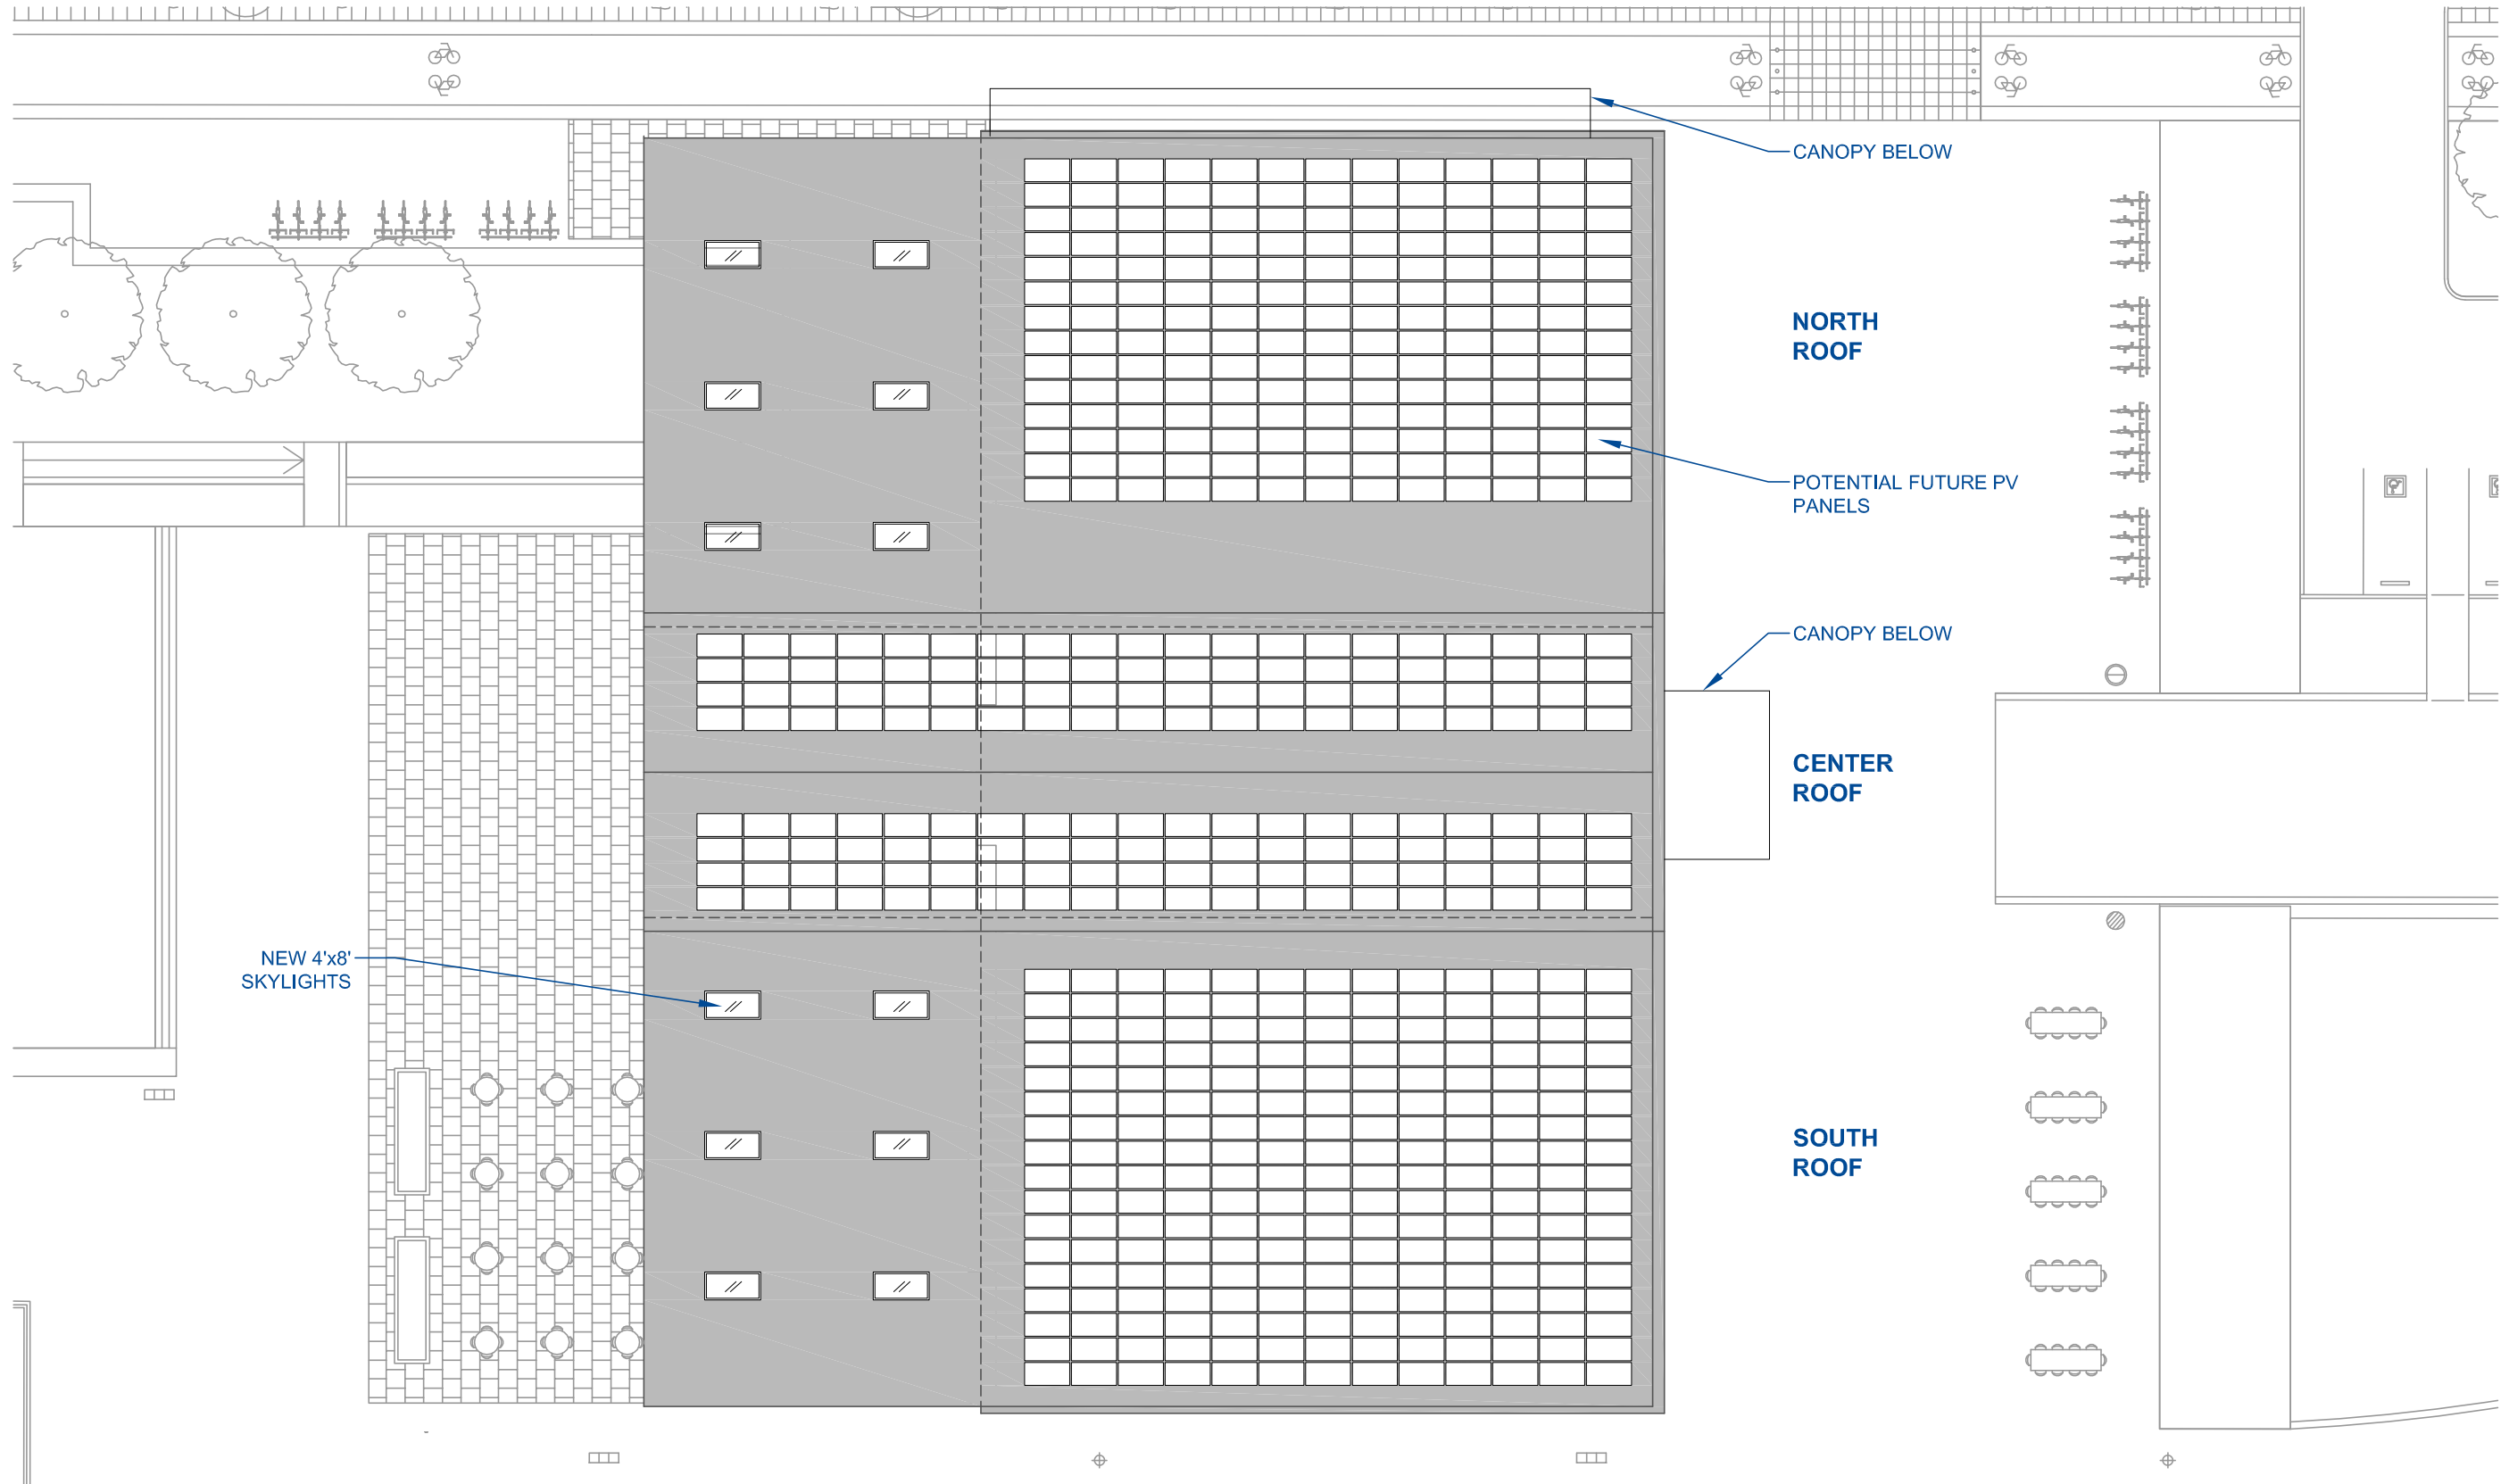 CANOPY BELOW
NORTH
ROOF
POTENTIAL FUTURE PV
PANELS
CANOPY BELOW
CENTER
ROOF
NEW 4'x8'
SKYLIGHTS
SOUTH
ROOF